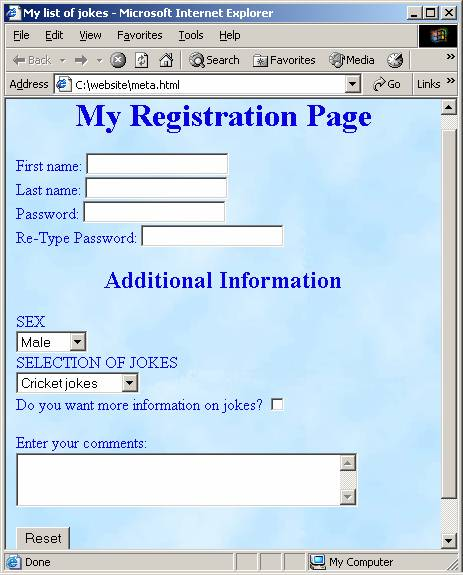 My list of jokes - Microsoft Internet Explorer
File Edit View Favorites Tools Help
Back Search Favorites Media »
Address C:\website\meta.html Go Links »
My Registration Page
First name:
Last name:
Password:
Re-Type Password:
Additional Information
SEX
Male
SELECTION OF JOKES
Cricket jokes
Do you want more information on jokes?
Enter your comments:
Reset
Done My Computer